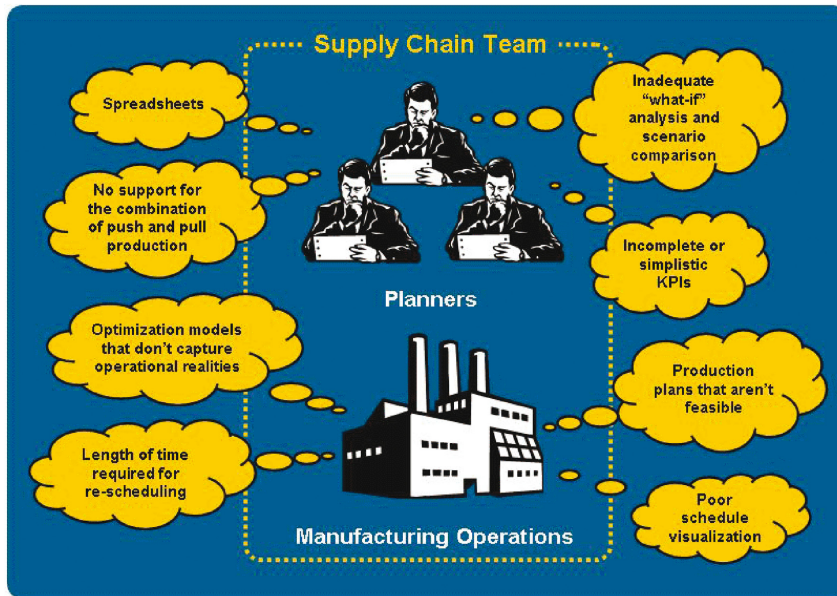 Supply Chain Team
Spreadsheets
No support for
the combination
of push and pull
production
Optimization models
that don't capture
operational realities
Length of time
required for
re-scheduling
Planners
Manufacturing Operations
Inadequate
“what-if”
analysis and
scenario
comparison
Incomplete or
simplistic
KPIs
Production
plans that aren't
feasible
Poor
schedule
visualization